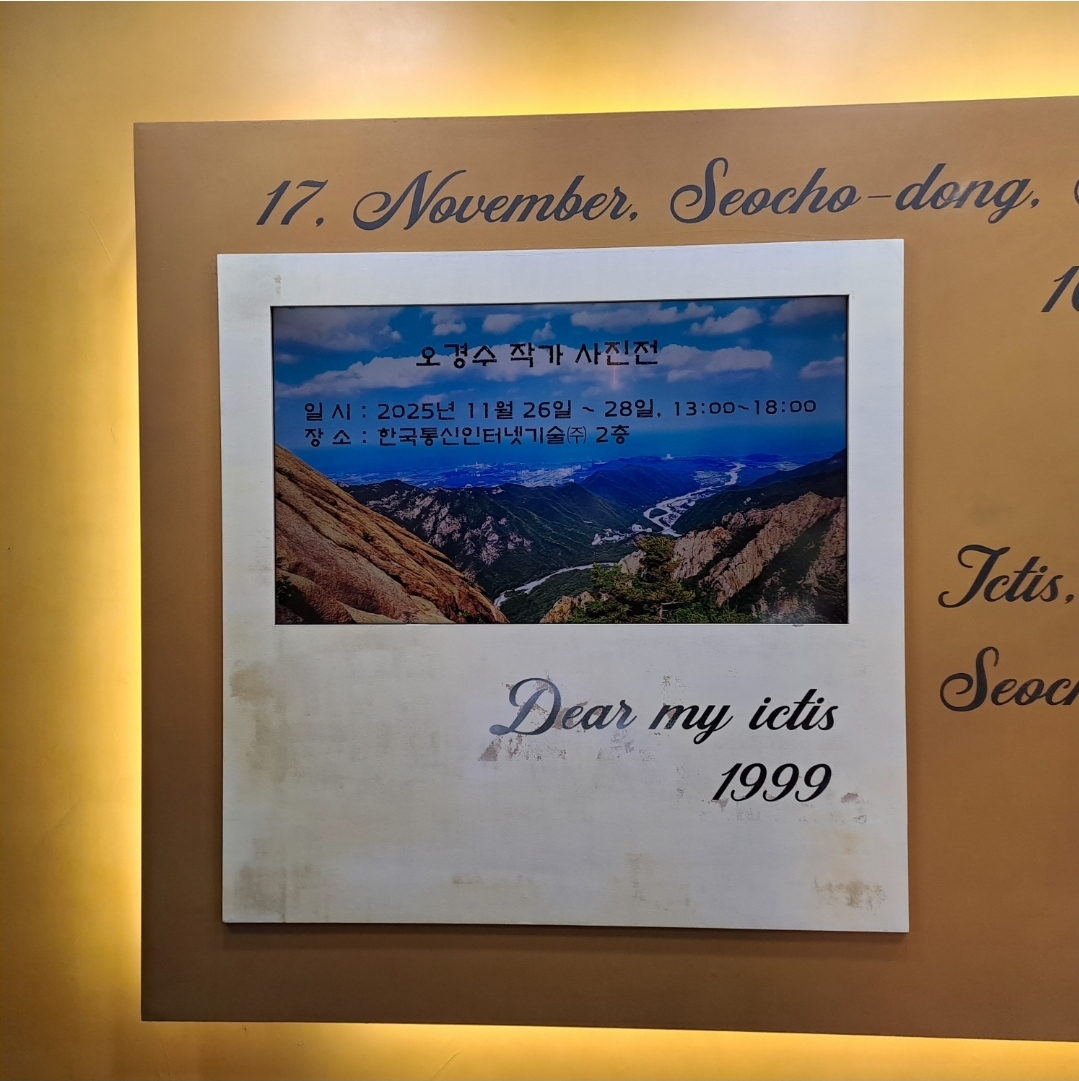 17, November, Seocho-dong,
오경수 작가 사진전
일 시 : 2025년 11월 26일 ~ 28일, 13:00~18:00
장 소 : 한국통신인터넷기술㈜ 2층
Ictis,
Dear my ictis
1999